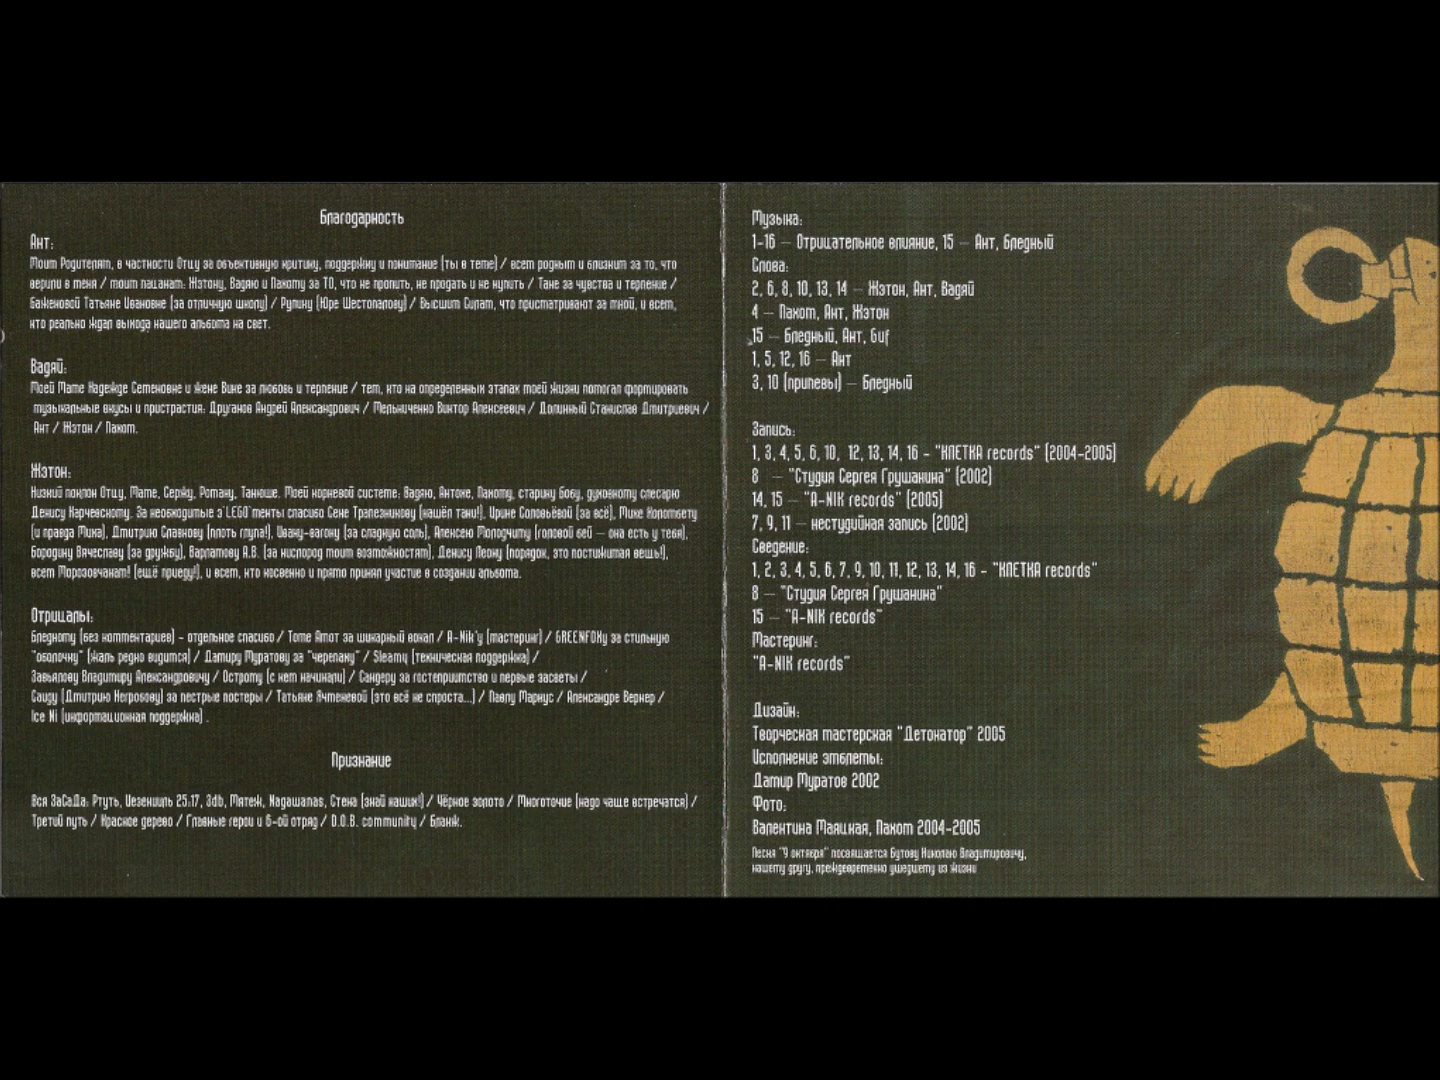 Благодарность
Ант:
Моим Родителям, в частности Отцу за объективную критику, поддержку и понимание (ты в теме) / всем родным и близким за то, что
верили в меня / моим пацанам: Жэтону, Вадяю и Пахому за ТО, что не пропить, не продать и не купить / Тане за чувства и терпение /
Баженовой Татьяне Ивановне (за отличную школу) / Рупину (Юре Шестопалову) / Высшим Силам, что присматривают за мной, и всем,
кто реально ждал выхода нашего альбома на свет.
Вадяй:
Моей Маме Надежде Семеновне и жене Вике за любовь и терпение / тем, кто на определенных этапах моей жизни помогал формировать
музыкальные вкусы и пристрастия: Друганов Андрей Александрович / Мельниченко Виктор Алексеевич / Долинный Станислав Дмитриевич /
Ант / Жэтон / Пахом.
Жэтон:
Низкий поклон Отцу, Маме, Сержу, Роману, Танюше. Моей корневой системе: Вадяю, Антохе, Пахому, старику Бобу, духовному слесарю
Денису Карчевскому. За необходимые э'LEGO'менты спасибо Сене Трапезникову (нашёл таки!), Ирине Соловьёвой (за всё), Мике Коломбету
(и правда Мика), Дмитрию Славнову (плоть глупа!), Ивану-вагону (за сладкую соль), Алексею Молодчиму (головой бей – она есть у тебя),
Бородину Вячеславу (за дружбу), Варламову А.В. (за кислород моим возможностям), Денису Леону (порядок, это постижимая вещь!),
всем Морозовчанам! (ещё приеду!), и всем, кто косвенно и прямо принял участие в создании альбома.
Отрицалы:
Бледному (без комментариев) – отдельное спасибо / Tome Amom за шикарный вокал / A-Nik'у (мастеринг) / GREENFOXу за стильную
"оболочку" (жаль редко видится) / Дамиру Муратову за "черепаху" / Sleamy (техническая поддержка) /
Завьялову Владимиру Александровичу / Острому (с кем начинали) / Сандеру за гостеприимство и первые засветы /
Саиду (Дмитрию Негробову) за пестрые постеры / Татьяне Ячменевой (это всё не спроста...) / Павлу Маркус / Александре Вернер /
Ice Ni (информационная поддержка) .
Признание
Вся ЗаСаДа: Ртуть, Иезекииль 25:17, 3db, Мятеж, Nagaшanas, Стена (знай наших!) / Чёрное золото / Многоточие (надо чаще встречатся) /
Третий путь / Красное дерево / Главные герои и 6-ой отряд / D.O.B. community / Бланж.
Музыка:
1-16 – Отрицательное влияние, 15 – Ант, Бледный
Слова:
2, 6, 8, 10, 13, 14 – Жэтон, Ант, Вадяй
4 – Пахом, Ант, Жэтон
15 – Бледный, Ант, Guf
1, 5, 12, 16 – Ант
3, 10 (припевы) – Бледный
Запись:
1, 3, 4, 5, 6, 10, 12, 13, 14, 16 - "КЛЕТКА records" (2004-2005)
8 – "Студия Сергея Грушанина" (2002)
14, 15 – "A-NIK records" (2005)
7, 9, 11 – нестудийная запись (2002)
Сведение:
1, 2, 3, 4, 5, 6, 7, 9, 10, 11, 12, 13, 14, 16 - "КЛЕТКА records"
8 – "Студия Сергея Грушанина"
15 – "A-NIK records"
Мастеринг:
"A-NIK records"
Дизайн:
Творческая мастерская "Детонатор" 2005
Исполнение эмблемы:
Дамир Муратов 2002
Фото:
Валентина Маяцкая, Пахом 2004-2005
Песня "9 октября" посвящается Бутову Николаю Владимировичу,
нашему другу, преждевременно ушедшему из жизни